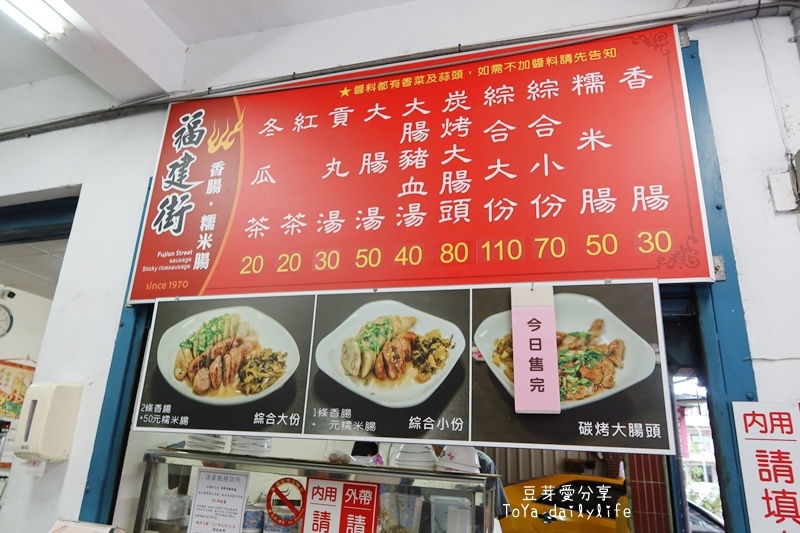 ★醬料都有香菜及蒜頭，如需不加醬料請先告知
福建街
香腸．糯米腸
Fujian Street
sausage
Sticky ricesausage
since 1970
香腸 30
糯米腸 50
綜合小份 70
綜合大份 110
炭烤大腸頭 80
大腸豬血湯 40
大腸湯 50
貢丸湯 30
紅茶 20
冬瓜茶 20
2條香腸
+50元糯米腸
綜合大份
1條香腸
+ 元糯米腸
綜合小份
今日售完
碳烤大腸頭
內用
請
外帶
請
內用
請填
豆芽愛分享
ToYa dailylife